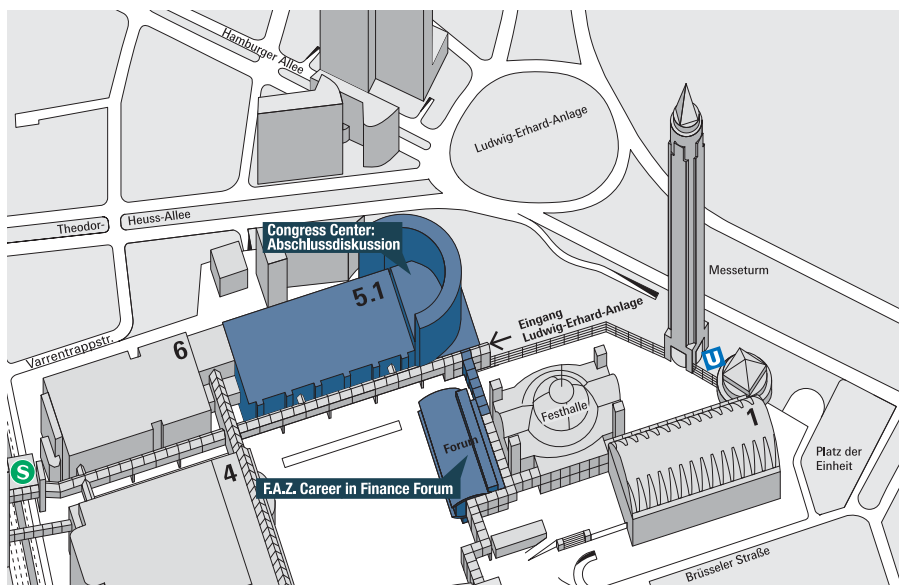 Hamburger
Allee
Ludwig-Erhard-Anlage
Theodor-
Heuss-Allee
Congress Center:
Abschlussdiskussion
Messeturm
5.1
Eingang
Ludwig-Erhard-Anlage
Varrentrappstr.
6
U
Festhalle
1
Forum
Platz der
Einheit
S
4
F.A.Z. Career in Finance Forum
Brüsseler Straße